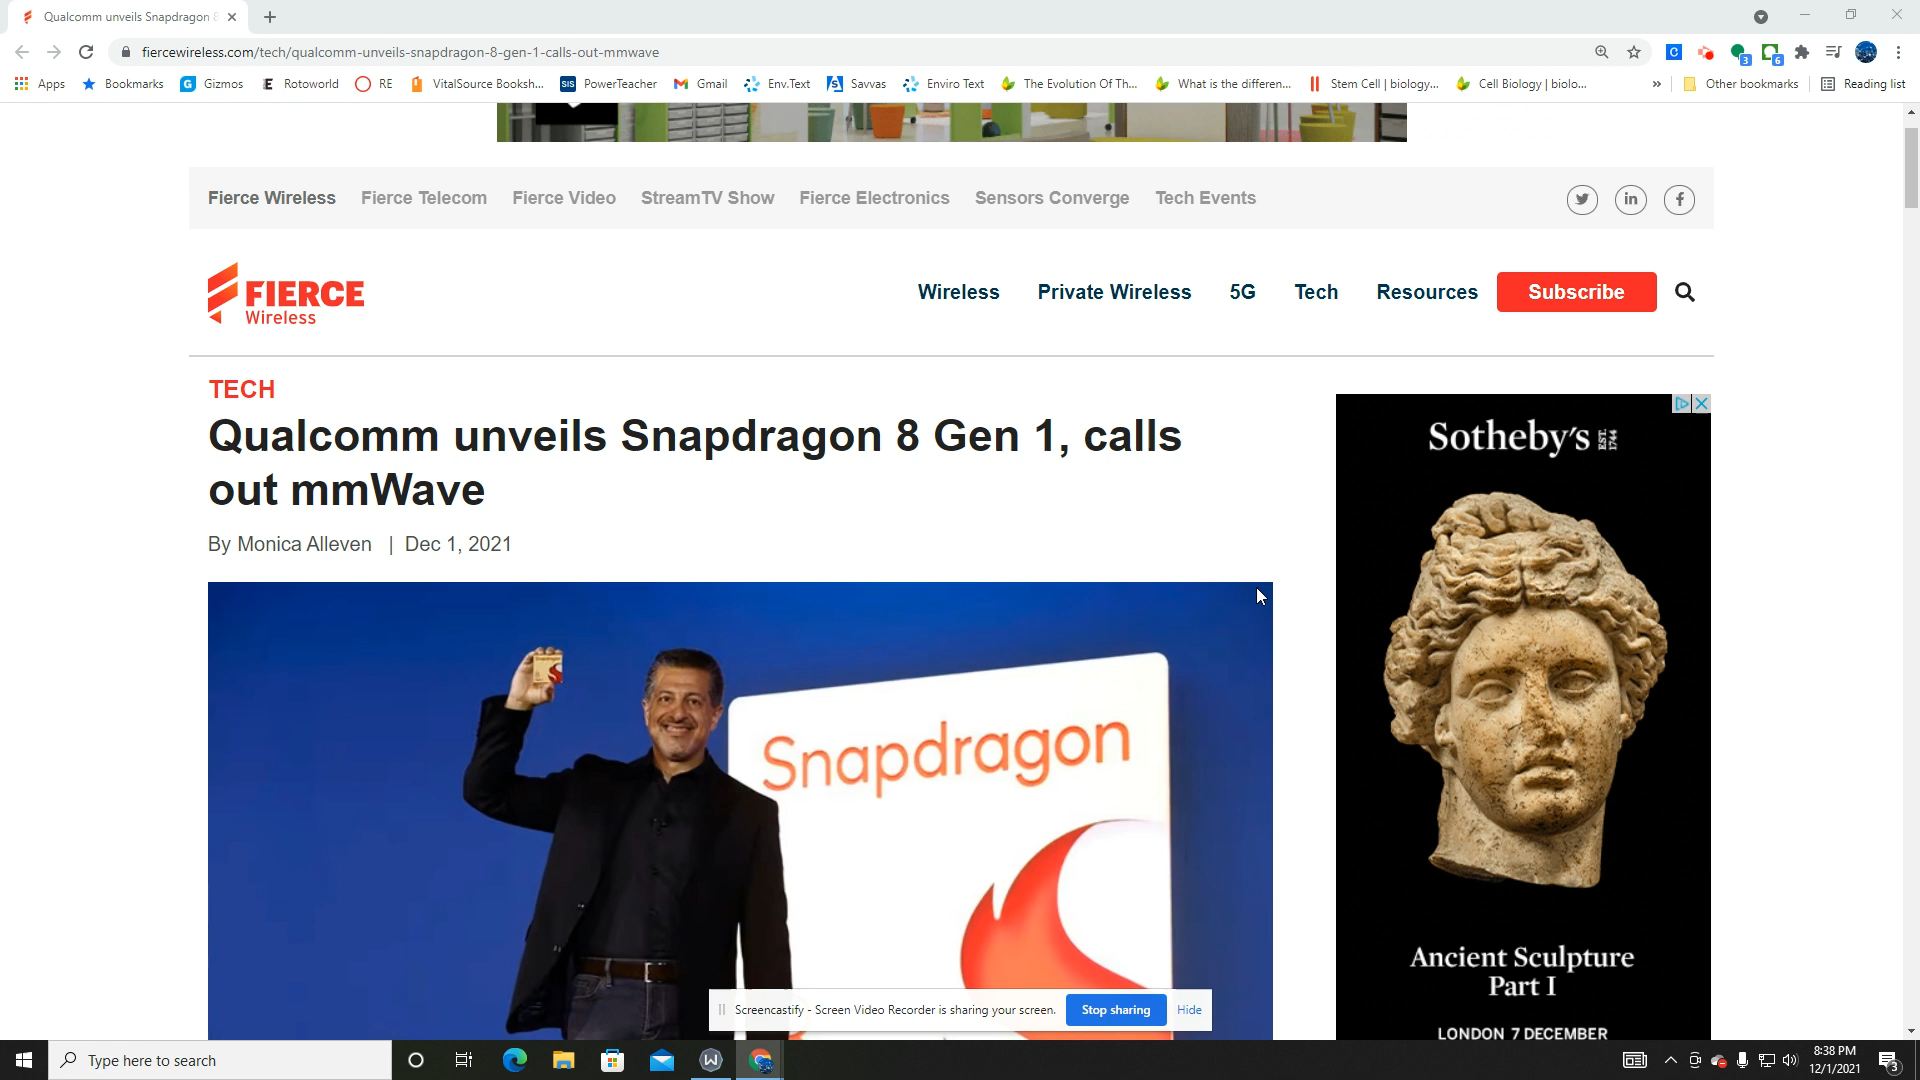 Qualcomm unveils Snapdragon 8
fiercewireless.com/tech/qualcomm-unveils-snapdragon-8-gen-1-calls-out-mmwave
Apps Bookmarks Gizmos Rotoworld RE VitalSource Booksh... PowerTeacher Gmail Env.Text Savvas Enviro Text The Evolution Of Th... What is the differen... Stem Cell | biology... Cell Biology | biolo... » Other bookmarks Reading list
Fierce Wireless Fierce Telecom Fierce Video StreamTV Show Fierce Electronics Sensors Converge Tech Events
FIERCE
Wireless
Wireless Private Wireless 5G Tech Resources Subscribe
TECH
Qualcomm unveils Snapdragon 8 Gen 1, calls
out mmWave
By Monica Alleven | Dec 1, 2021
Snapdragon
Snapdragon
Sotheby's EST. 1744
Ancient Sculpture
Part I
LONDON 7 DECEMBER
Screencastify - Screen Video Recorder is sharing your screen. Stop sharing Hide
Type here to search
8:38 PM
12/1/2021
3